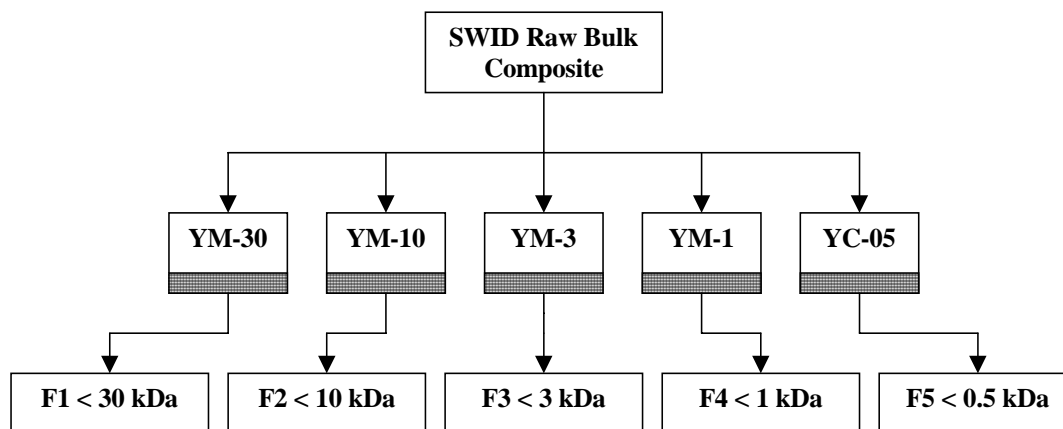 SWID Raw Bulk
Composite
YM-30
YM-10
YM-3
YM-1
YC-05
F1 < 30 kDa
F2 < 10 kDa
F3 < 3 kDa
F4 < 1 kDa
F5 < 0.5 kDa